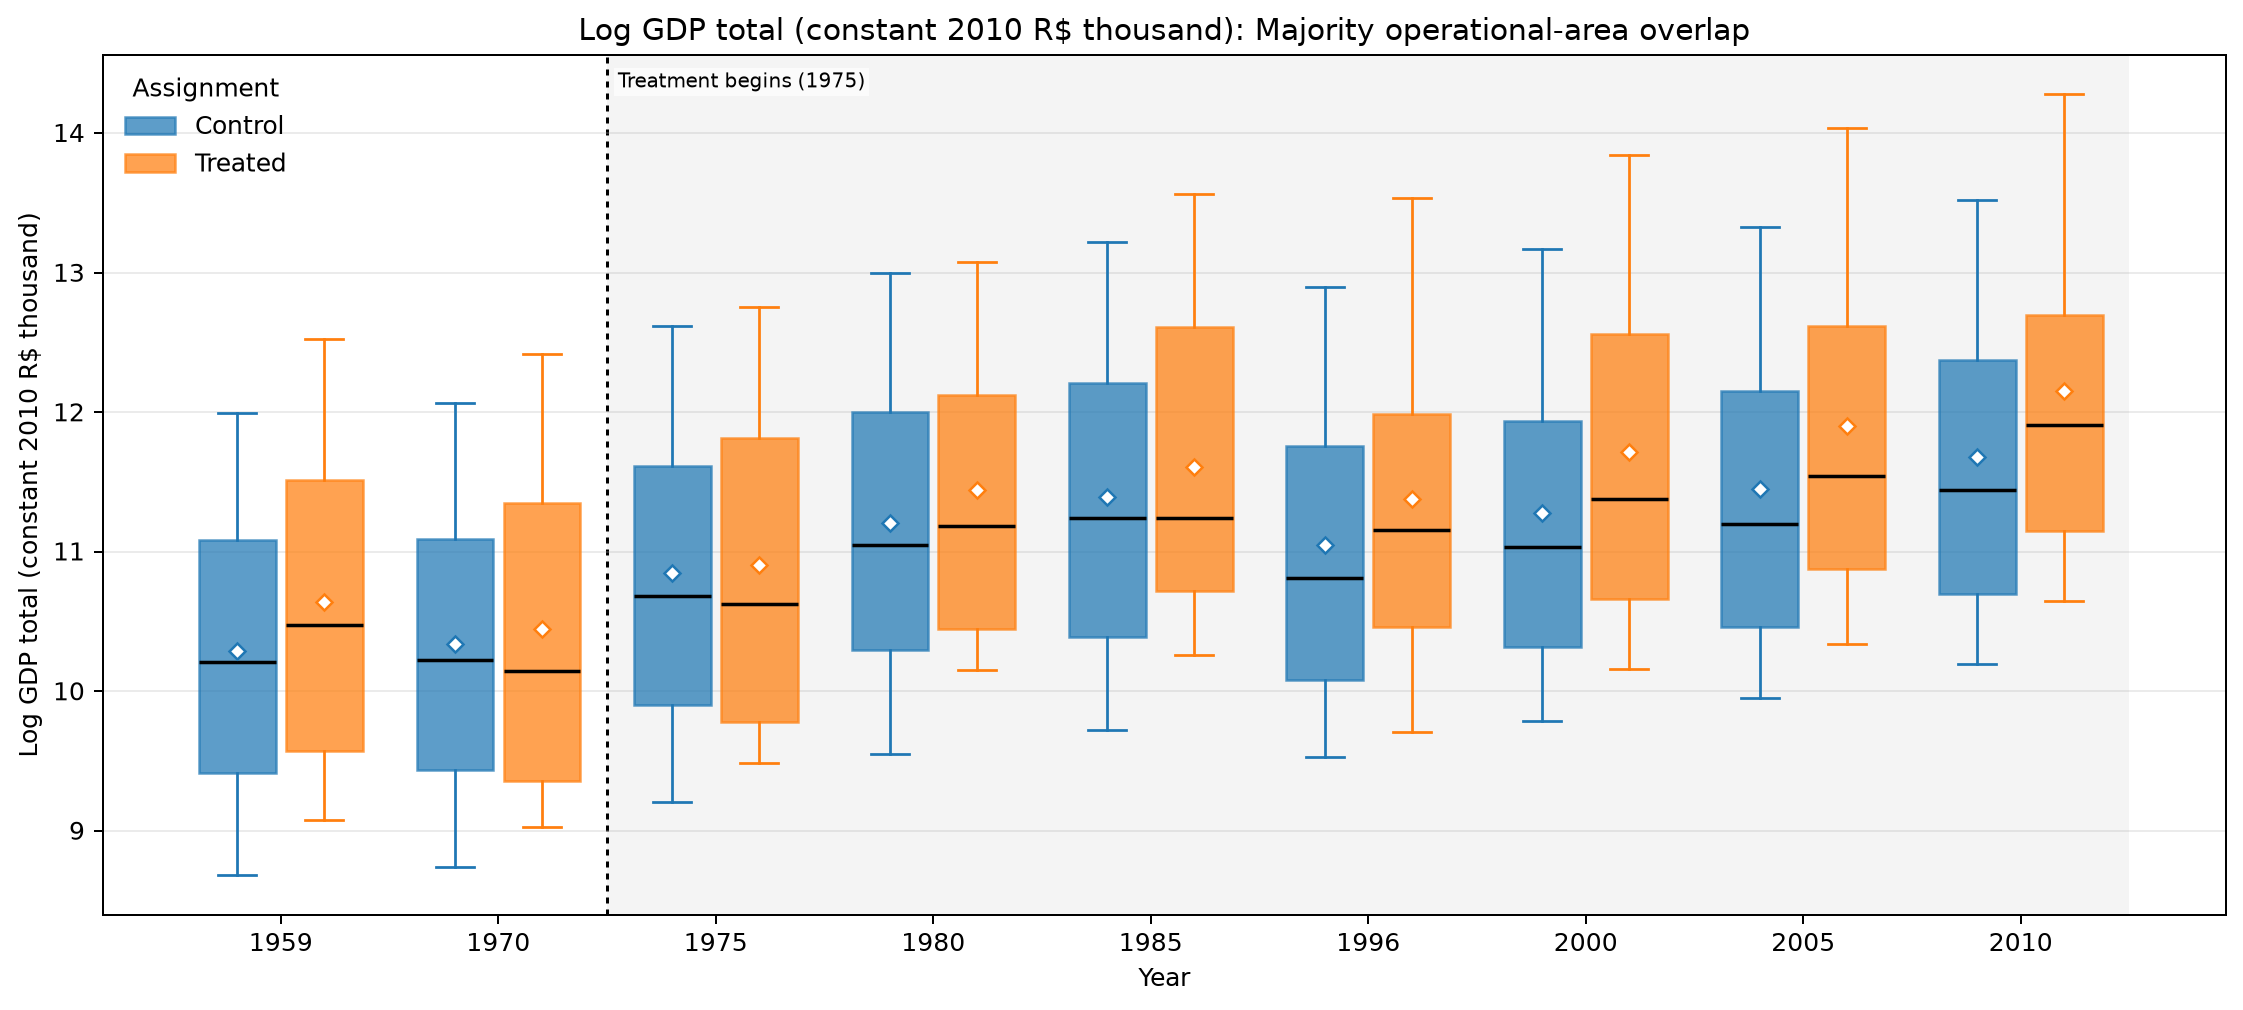 Log GDP total (constant 2010 R$ thousand): Majority operational-area overlap
Treatment begins (1975)
Assignment
Control
Treated
Log GDP total (constant 2010 R$ thousand)
14
13
12
11
10
9
1959 1970 1975 1980 1985 1996 2000 2005 2010
Year